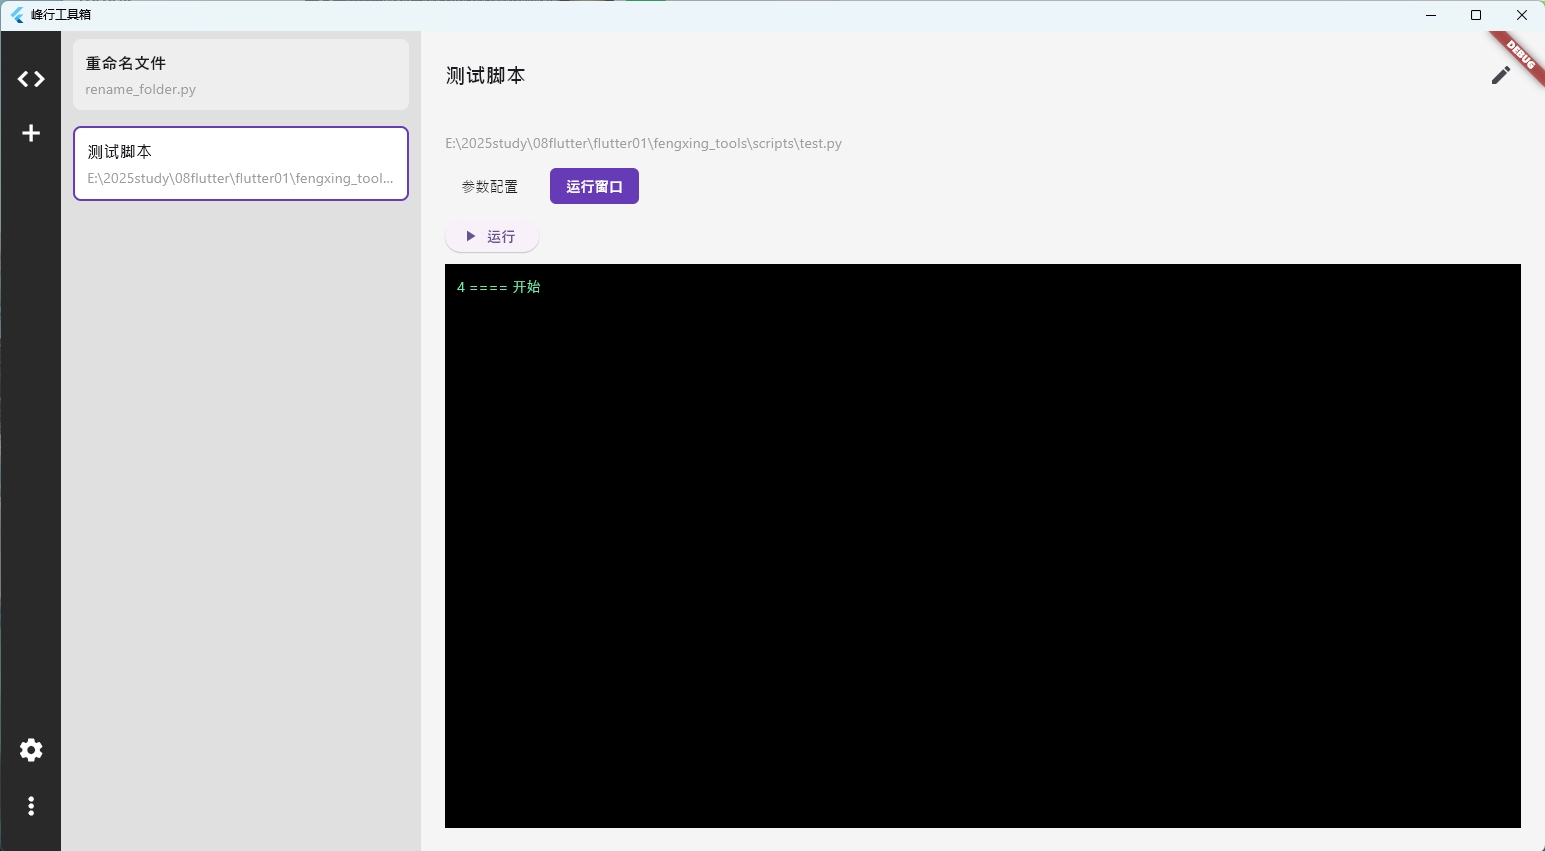 峰行工具箱
DEBUG
重命名文件
rename_folder.py
测试脚本
E:\2025study\08flutter\flutter01\fengxing_tool...
测试脚本
E:\2025study\08flutter\flutter01\fengxing_tools\scripts\test.py
参数配置
运行窗口
运行
4 ==== 开始